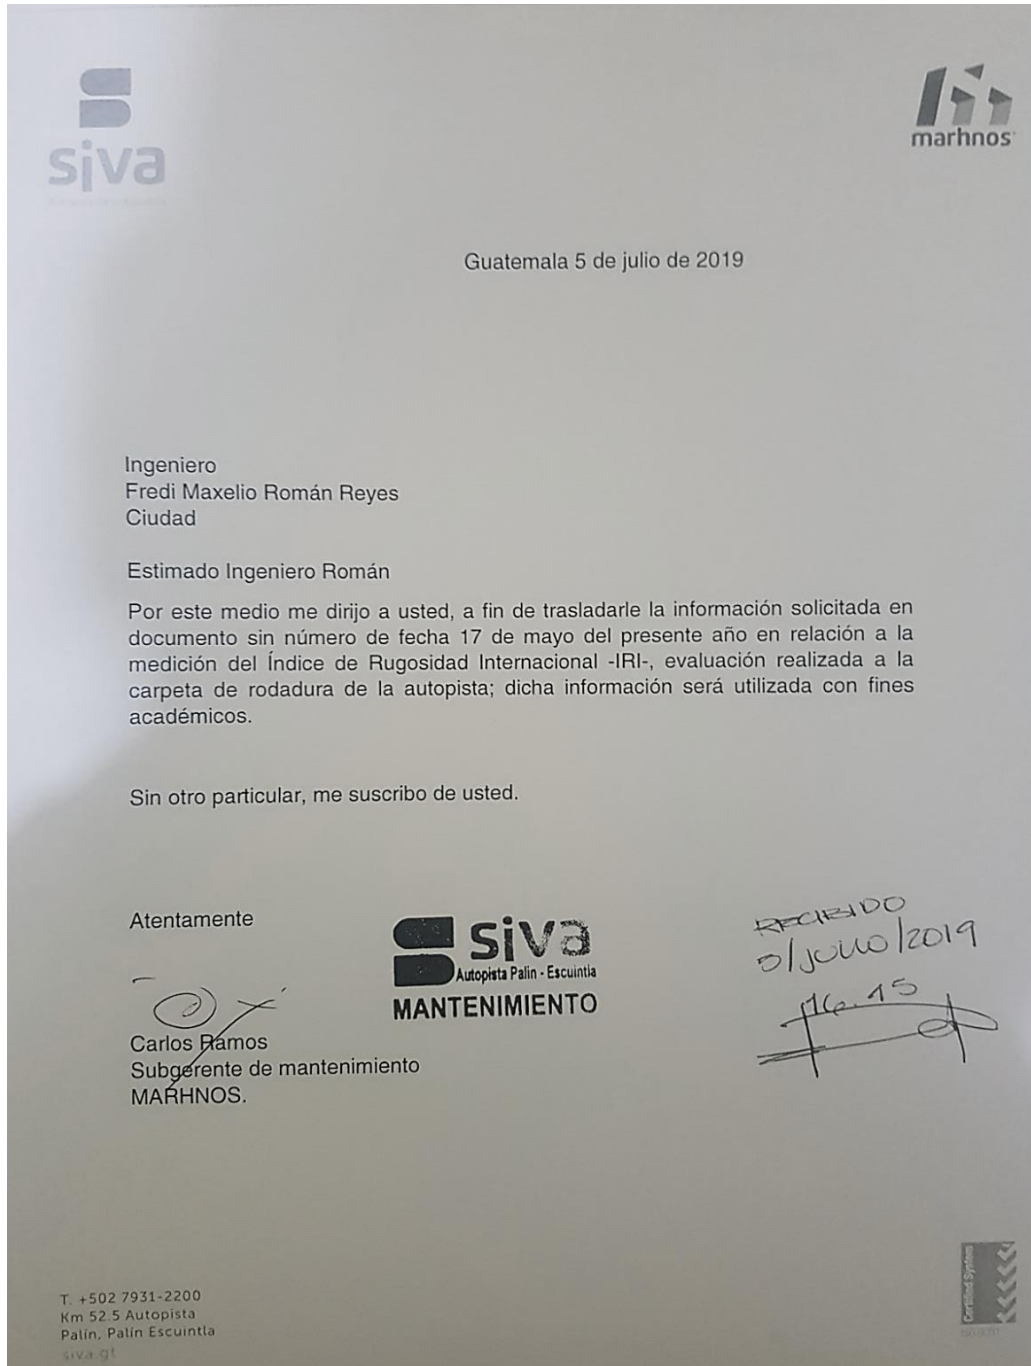 siva
marhnos
Guatemala 5 de julio de 2019
Ingeniero
Fredi Maxelio Román Reyes
Ciudad
Estimado Ingeniero Román
Por este medio me dirijo a usted, a fin de trasladarle la información solicitada en
documento sin número de fecha 17 de mayo del presente año en relación a la
medición del Índice de Rugosidad Internacional -IRI-, evaluación realizada a la
carpeta de rodadura de la autopista; dicha información será utilizada con fines
académicos.
Sin otro particular, me suscribo de usted.
Atentamente
siva
Autopista Palin - Escuintla
MANTENIMIENTO
RECIBIDO
5/JULIO/2019
16.15
Carlos Ramos
Subgerente de mantenimiento
MARHNOS.
T. +502 7931-2200
Km 52.5 Autopista
Palín, Palín Escuintla
siva.gt
Certified System